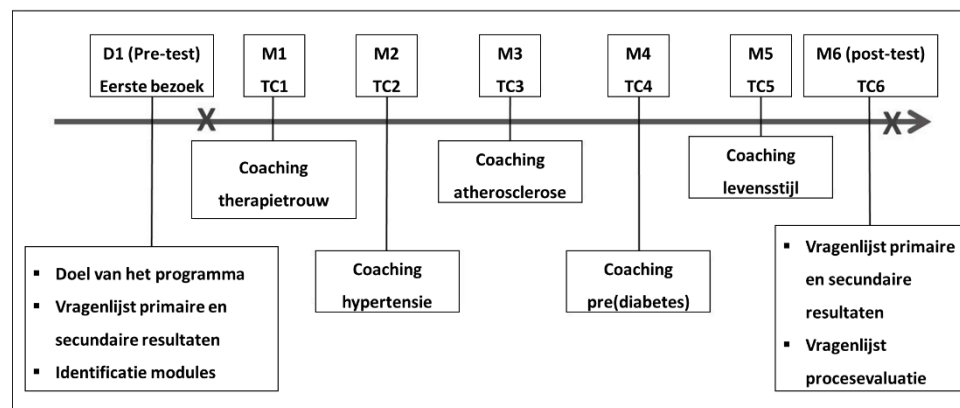 D1 (Pre-test)
Eerste bezoek
M1
TC1
M2
TC2
M3
TC3
M4
TC4
M5
TC5
M6 (post-test)
TC6
X
X
Coaching
therapietrouw
Coaching
atherosclerose
Coaching
levensstijl
▪ Doel van het programma
▪ Vragenlijst primaire en
secundaire resultaten
▪ Identificatie modules
Coaching
hypertensie
Coaching
pre(diabetes)
▪ Vragenlijst primaire
en secundaire
resultaten
▪ Vragenlijst
procesevaluatie